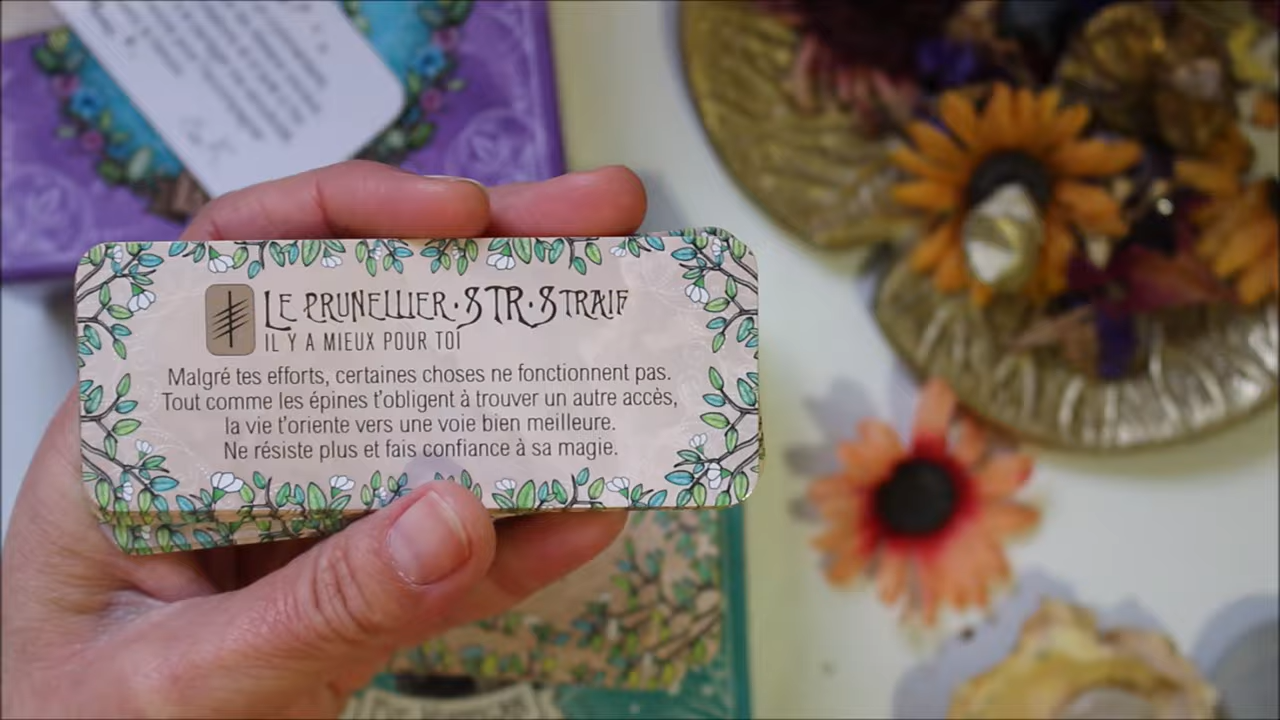 Le Prunellier · STR · Straif
IL Y A MIEUX POUR TOI
Malgré tes efforts, certaines choses ne fonctionnent pas.
Tout comme les épines t'obligent à trouver un autre accès,
la vie t'oriente vers une voie bien meilleure.
Ne résiste plus et fais confiance à sa magie.